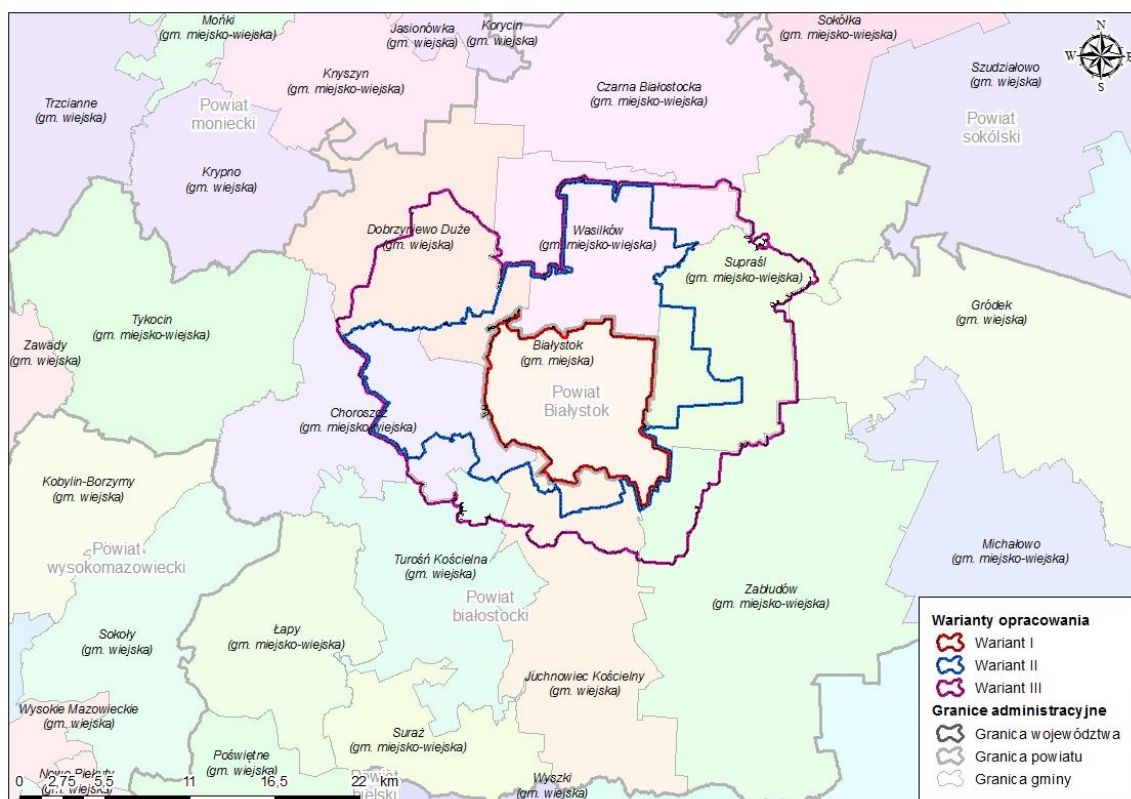 Mońki
(gm. miejsko-wiejska)
Jasionówka
(gm. wiejska)
Korycin
(gm. wiejska)
Sokółka
(gm. miejsko-wiejska)
N
W
E
S
Knyszyn
(gm. miejsko-wiejska)
Czarna Białostocka
(gm. miejsko-wiejska)
Szudziałowo
(gm. wiejska)
Trzcianne
(gm. wiejska)
Powiat
moniecki
Powiat
sokólski
Krypno
(gm. wiejska)
Dobrzyniewo Duże
(gm. wiejska)
Wasilków
(gm. miejsko-wiejska)
Supraśl
(gm. miejsko-wiejska)
Gródek
(gm. wiejska)
Tykocin
(gm. miejsko-wiejska)
Zawady
(gm. wiejska)
Białystok
(gm. miejska)
Powiat
Białystok
Choroszcz
(gm. miejsko-wiejska)
Kobylin-Borzymy
(gm. wiejska)
Powiat
wysokomazowiecki
Turośń Kościelna
(gm. wiejska)
Powiat
białostocki
Michałowo
(gm. miejsko-wiejska)
Zabłudów
(gm. miejsko-wiejska)
Sokoły
(gm. wiejska)
Łapy
(gm. miejsko-wiejska)
Juchnowiec Kościelny
(gm. wiejska)
Wysokie Mazowieckie
(gm. wiejska)
Suraż
(gm. miejsko-wiejska)
Poświętne
(gm. wiejska)
Nowe Piekuty
(gm. wiejska)
Wyszki
(gm. wiejska)
Powiat
bielski
0 2,75 5,5 11 16,5 22 km
Warianty opracowania
Wariant I
Wariant II
Wariant III
Granice administracyjne
Granica województwa
Granica powiatu
Granica gminy